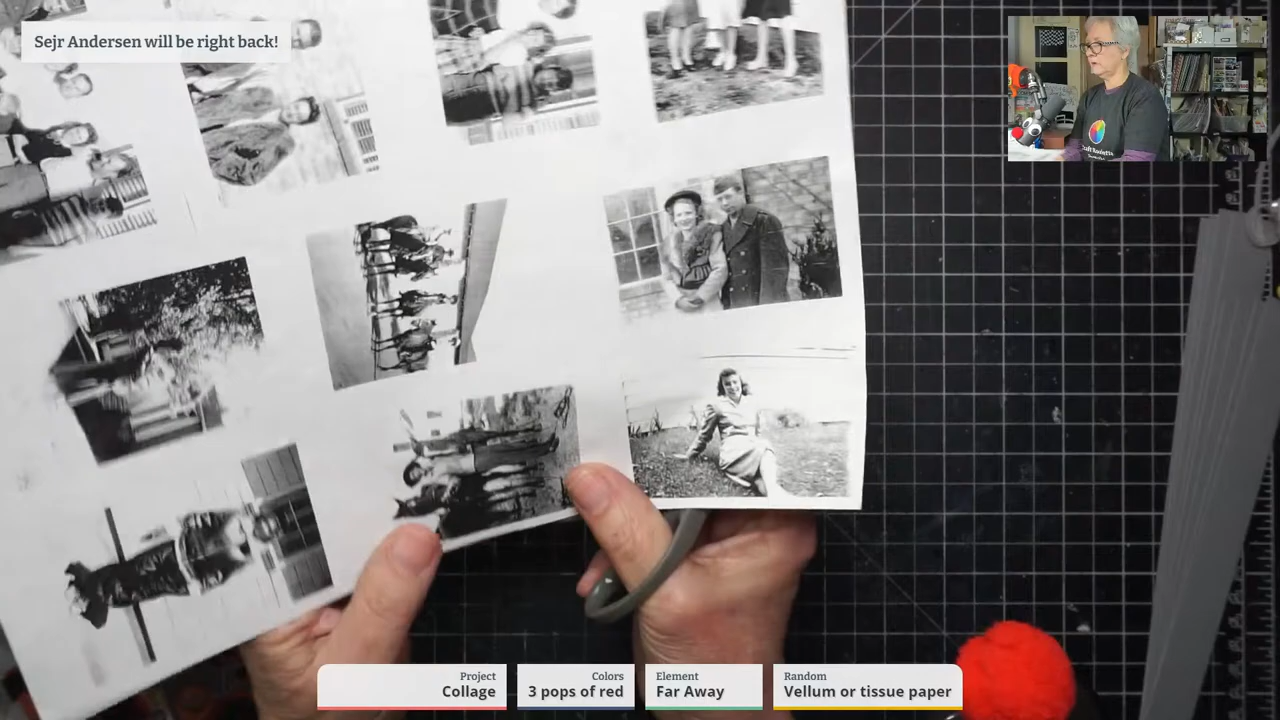 Sejr Andersen will be right back!
Project
Collage
Colors
3 pops of red
Element
Far Away
Random
Vellum or tissue paper